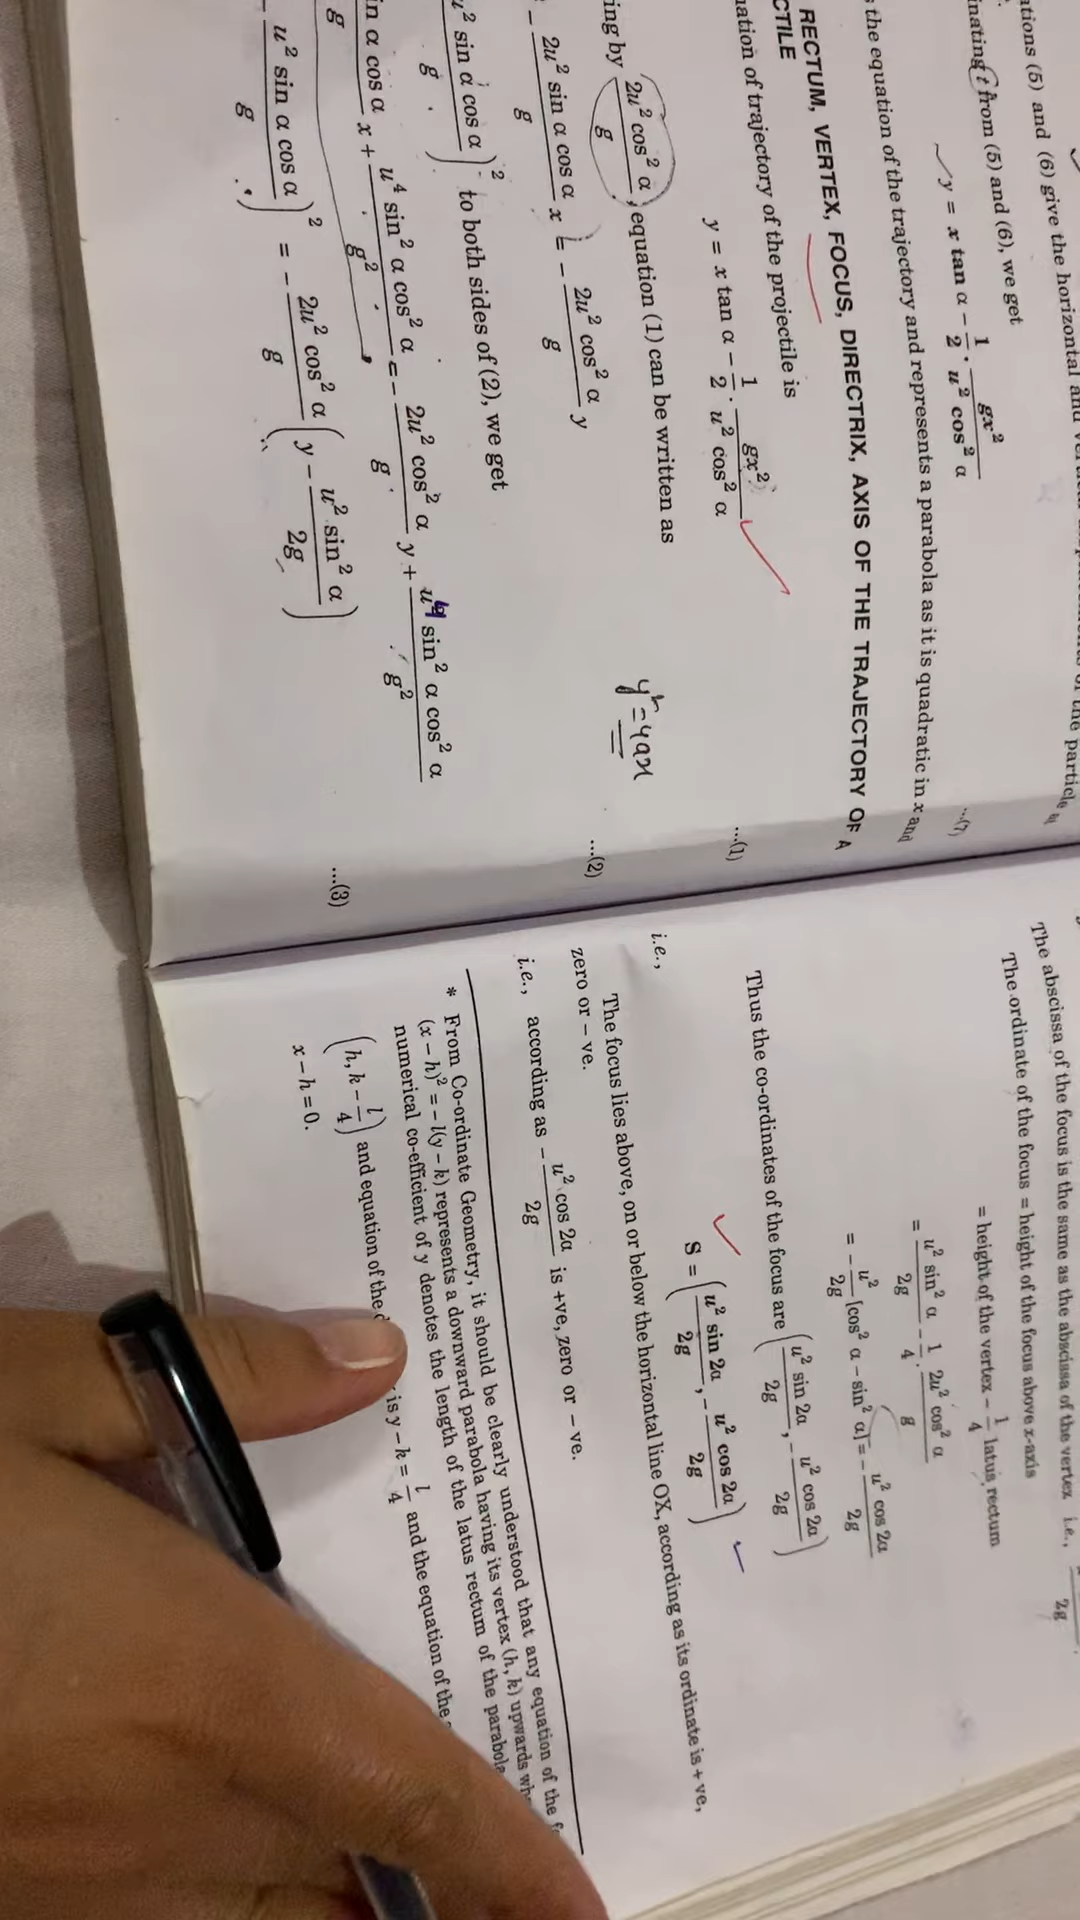 ations (5) and (6) give the horizontal and
inating t from (5) and (6), we get
y = x tan α − 1/2 · gx²/(u² cos² α) ...(7)
the equation of the trajectory and represents a parabola as it is quadratic in x and
RECTUM, VERTEX, FOCUS, DIRECTRIX, AXIS OF THE TRAJECTORY OF A
CTILE
ation of trajectory of the projectile is
y = x tan α − 1/2 · gx²/(u² cos² α) ...(1)
ing by 2u² cos² α/g, equation (1) can be written as
y² = 4ax
− 2u² sin α cos α/g x = − 2u² cos² α/g y ...(2)
u² sin α cos α/g)² to both sides of (2), we get
in α cos α/g x + u⁴ sin² α cos² α/g² = − 2u² cos² α/g y + u⁴ sin² α cos² α/g²
− u² sin α cos α/g)² = − 2u² cos² α/g (y − u² sin² α/2g) ...(3)
The abscissa of the focus is the same as the abscissa of the vertex i.e., 2g
The ordinate of the focus = height of the focus above x-axis
= height of the vertex − 1/4 latus rectum
= u² sin² α/2g − 1/4 · 2u² cos² α/g
= − u²/2g [cos² α − sin² α] = − u² cos 2α/2g
Thus the co-ordinates of the focus are (u² sin 2α/2g, − u² cos 2α/2g)
i.e., S = (u² sin 2α/2g, − u² cos 2α/2g)
The focus lies above, on or below the horizontal line OX, according as its ordinate is + ve,
zero or − ve.
i.e., according as − u² cos 2α/2g is +ve, zero or − ve.
* From Co-ordinate Geometry, it should be clearly understood that any equation of the
(x − h)² = − l(y − k) represents a downward parabola having its vertex (h, k) upwards
numerical co-efficient of y denotes the length of the latus rectum of the parabola
(h, k − l/4) and equation of the is y − k = l/4 and the equation of the
x − h = 0.